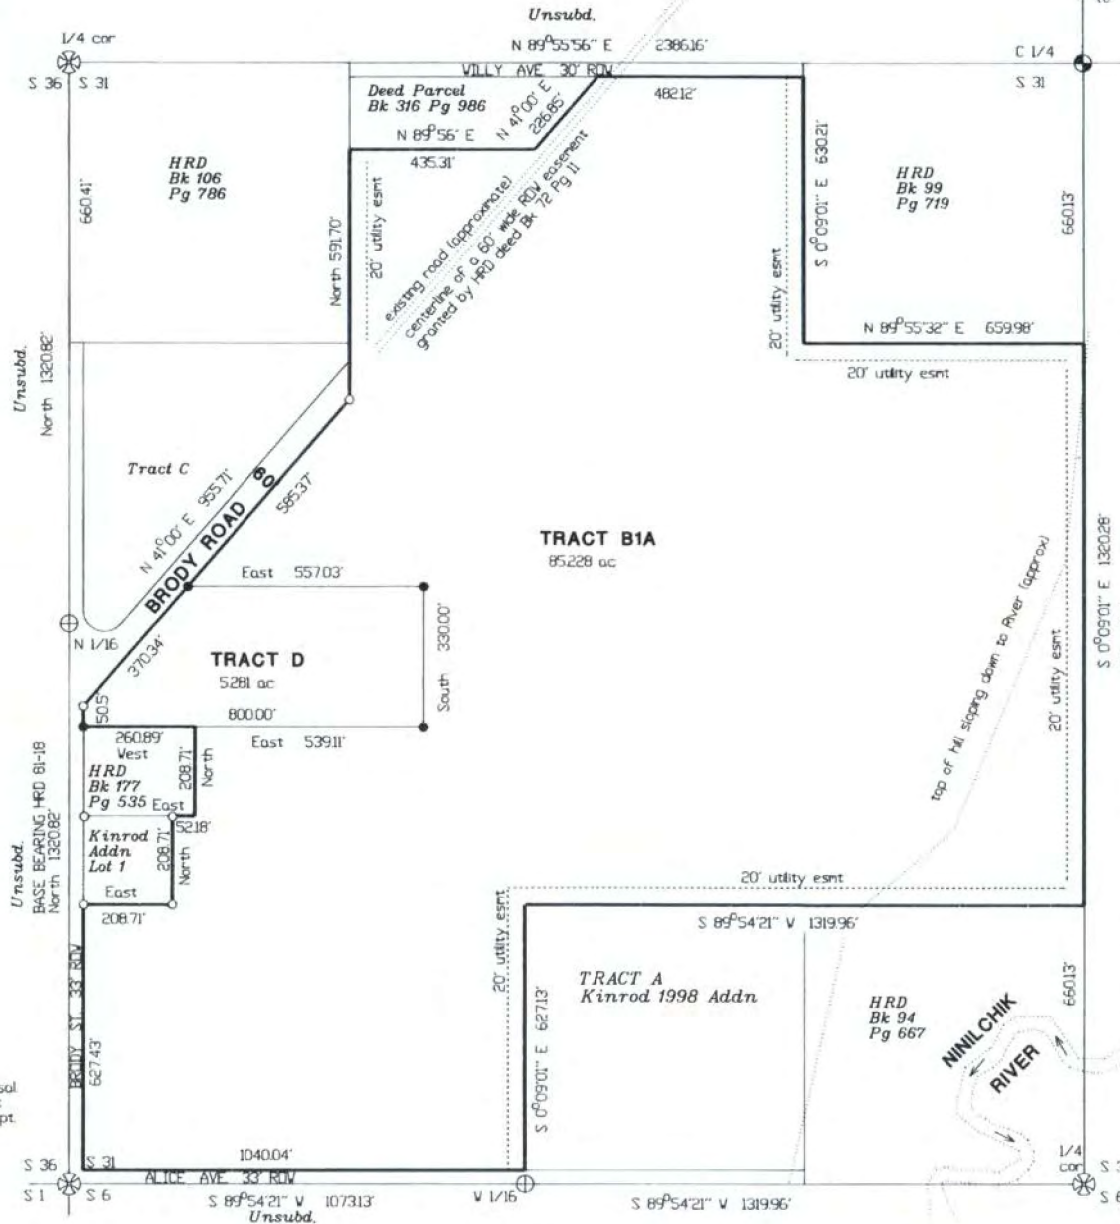 Unsubd.
1/4 cor
N 89°55'56" E 2386.16'
C 1/4
S 36
S 31
WILLY AVE 30' ROW
S 31
Deed Parcel
Bk 316 Pg 986
N 41°00' E
226.85'
482.12'
N 89°56' E
435.31'
HRD
Bk 106
Pg 786
660.41'
S 0°09'01" E 630.21'
HRD
Bk 99
Pg 719
660.13'
North 591.70'
20' utility esmt
existing road (approximate)
centerline of a 60' wide ROW easement
granted by HRD deed Bk 72 Pg 11
20' utility esmt
N 89°55'32" E 659.98'
20' utility esmt
Unsubd.
North 1320.82'
Tract C
N 41°00' E 955.71'
BRODY ROAD 60'
585.37'
TRACT B1A
85.228 ac
East 557.03'
S 0°09'01" E 1320.28'
top of hill sloping down to River (approx)
20' utility esmt
N 1/16
370.34'
TRACT D
5.281 ac
South 330.00'
50.5'
800.00'
260.89'
West
East 539.11'
HRD
Bk 177
Pg 535
208.71'
North
East
52.18'
Kinrod
Addn
Lot 1
208.71'
North
East
208.71'
Unsubd.
BASE BEARING HRD 81-18
North 1320.82'
20' utility esmt
S 89°54'21" W 1319.96'
20' utility esmt
TRACT A
Kinrod 1998 Addn
HRD
Bk 94
Pg 667
660.13'
NINILCHIK
RIVER
BRODY ST. 33' ROW
627.43'
S 0°09'01" E 627.13'
pt.
1040.04'
1/4
cor
S 36
S 31
ALICE AVE 33' ROW
S 1
S 6
S 89°54'21" W 1073.13'
W 1/16
S 89°54'21" W 1319.96'
Unsubd.